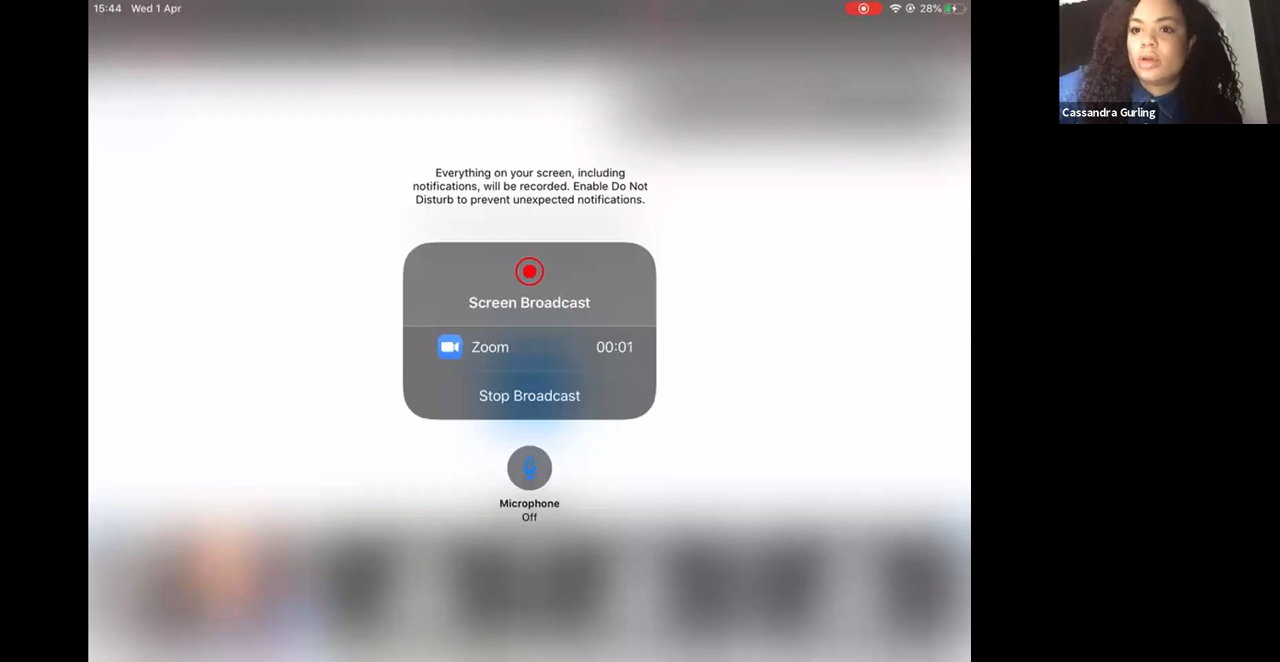 15:44 Wed 1 Apr
28%
Cassandra Gurling
Everything on your screen, including
notifications, will be recorded. Enable Do Not
Disturb to prevent unexpected notifications.
Screen Broadcast
Zoom 00:01
Stop Broadcast
Microphone
Off